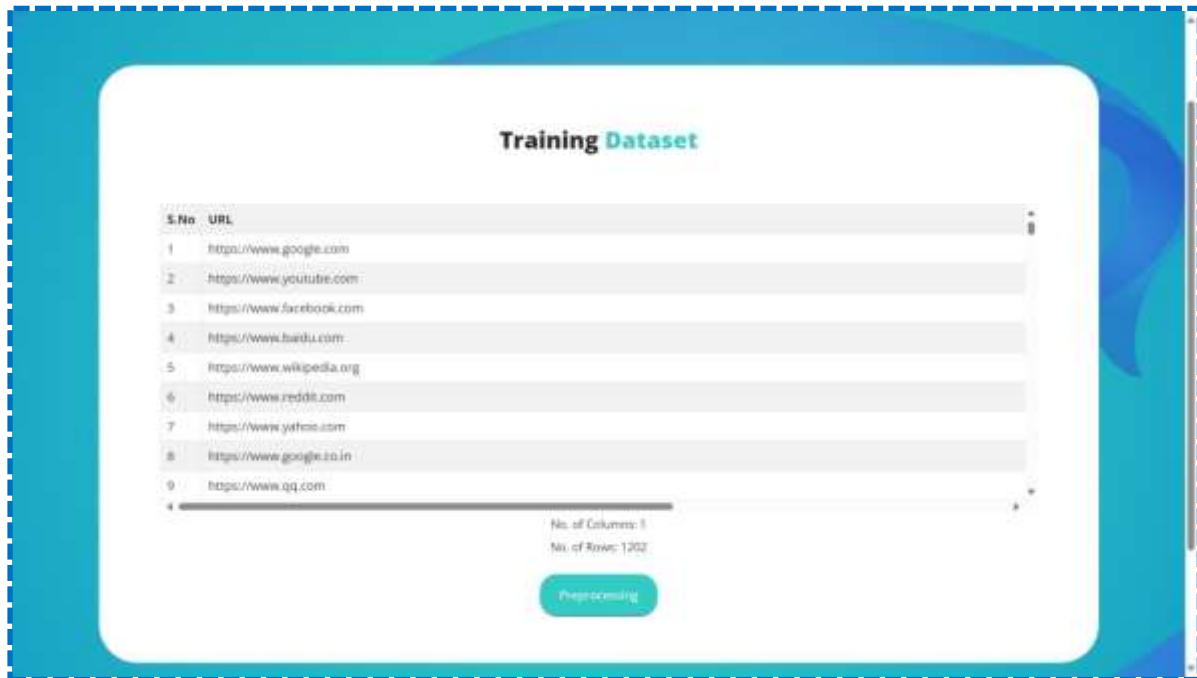 Training Dataset
S.No URL
1 https://www.google.com
2 https://www.youtube.com
3 https://www.facebook.com
4 https://www.baidu.com
5 https://www.wikipedia.org
6 https://www.reddit.com
7 https://www.yahoo.com
8 https://www.google.co.in
9 https://www.qq.com
No. of Columns: 1
No. of Rows: 1202
Preprocessing